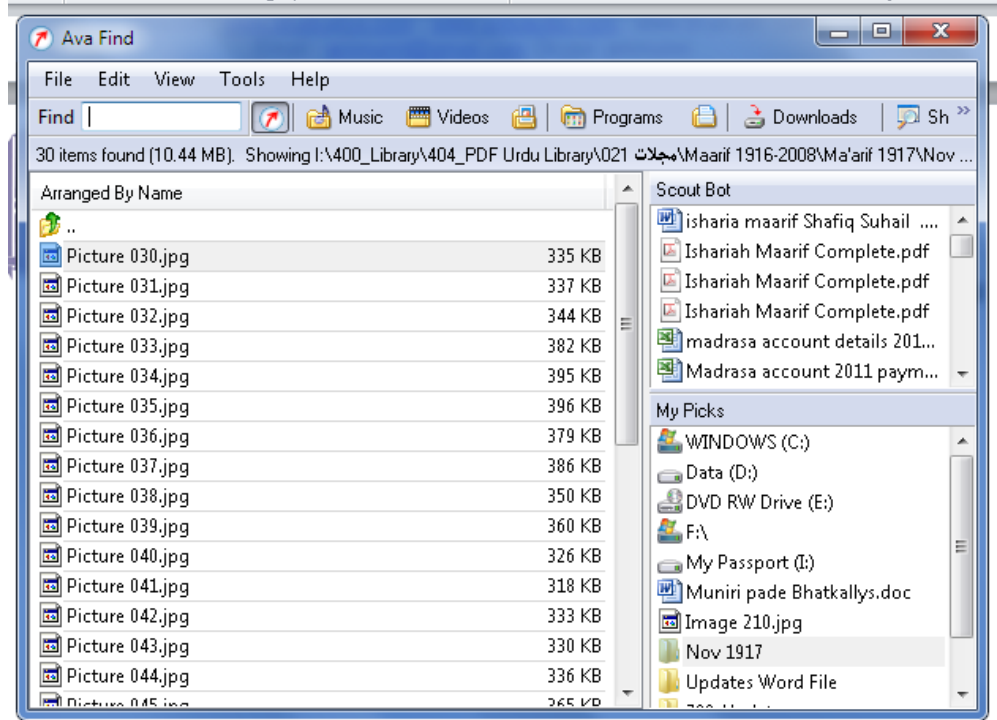 Ava Find
File Edit View Tools Help
Find Music Videos Programs Downloads Sh
30 items found (10.44 MB). Showing I:\400_Library\404_PDF Urdu Library\021 مجلات\Maarif 1916-2008\Ma'arif 1917\Nov ...
Arranged By Name
..
Picture 030.jpg 335 KB
Picture 031.jpg 337 KB
Picture 032.jpg 344 KB
Picture 033.jpg 382 KB
Picture 034.jpg 395 KB
Picture 035.jpg 396 KB
Picture 036.jpg 379 KB
Picture 037.jpg 386 KB
Picture 038.jpg 350 KB
Picture 039.jpg 360 KB
Picture 040.jpg 326 KB
Picture 041.jpg 318 KB
Picture 042.jpg 333 KB
Picture 043.jpg 330 KB
Picture 044.jpg 336 KB
Picture 045.jpg 365 KB
Scout Bot
isharia maarif Shafiq Suhail ....
Ishariah Maarif Complete.pdf
Ishariah Maarif Complete.pdf
Ishariah Maarif Complete.pdf
madrasa account details 201...
Madrasa account 2011 paym...
My Picks
WINDOWS (C:)
Data (D:)
DVD RW Drive (E:)
F:\
My Passport (I:)
Muniri pade Bhatkallys.doc
Image 210.jpg
Nov 1917
Updates Word File